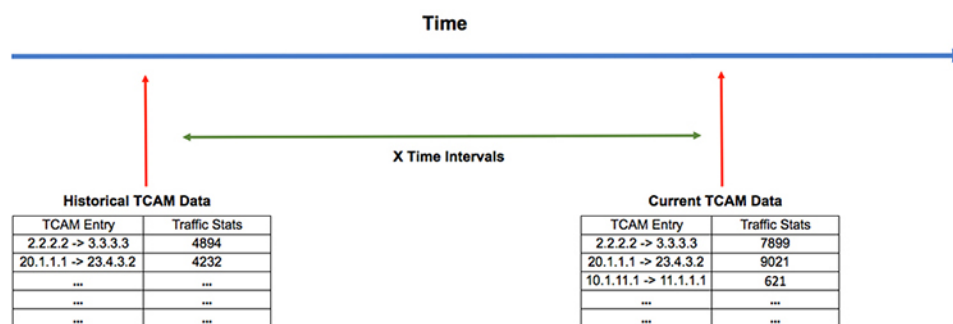 Time
X Time Intervals
Historical TCAM Data
TCAM Entry Traffic Stats
2.2.2.2 -> 3.3.3.3 4894
20.1.1.1 -> 23.4.3.2 4232
... ...
... ...
... ...
Current TCAM Data
TCAM Entry Traffic Stats
2.2.2.2 -> 3.3.3.3 7899
20.1.1.1 -> 23.4.3.2 9021
10.1.11.1 -> 11.1.1.1 621
... ...
... ...